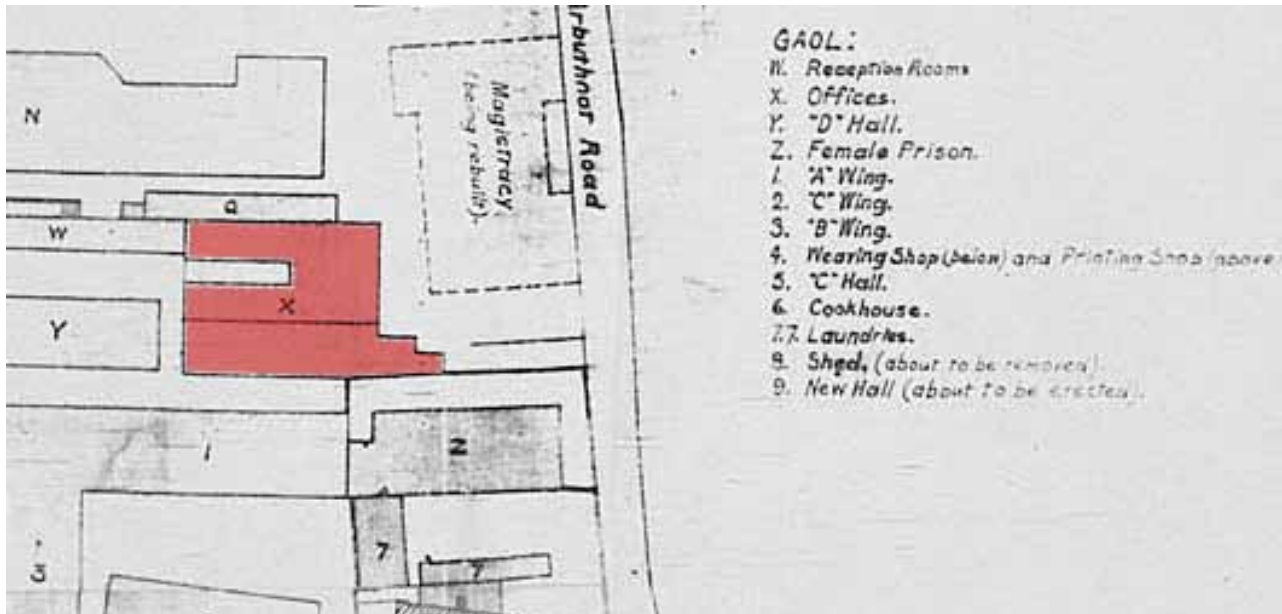 N
Q
W
Y
X
1
Z
7
7
3
Magistracy
(being rebuilt).
Arbuthnar Road
GAOL:
W. Reception Rooms
X. Offices.
Y. "D" Hall.
Z. Female Prison.
1. "A" Wing.
2. "C" Wing.
3. "B" Wing.
4. Weaving Shop (below) and Printing Shop (above
5. "C" Hall.
6. Cookhouse.
7.7. Laundries.
8. Shed, (about to be removed).
9. New Hall (about to be erected).